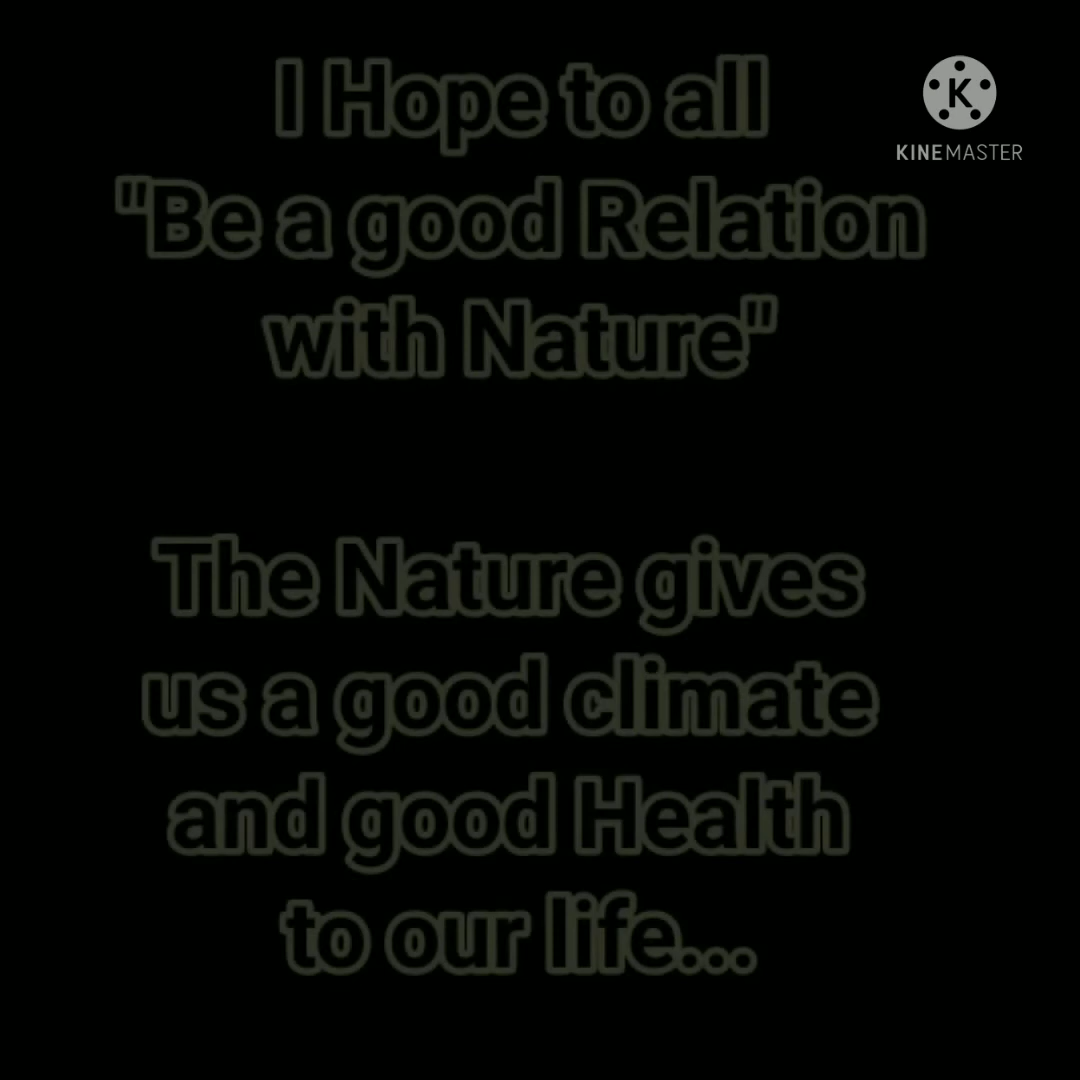 I Hope to all
"Be a good Relation
with Nature"
The Nature gives
us a good climate
and good Health
to our life...
K
KINEMASTER